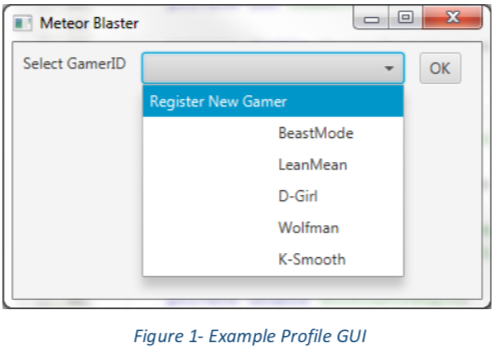 Meteor Blaster
Select GamerID
OK
Register New Gamer
BeastMode
LeanMean
D-Girl
Wolfman
K-Smooth
Figure 1- Example Profile GUI